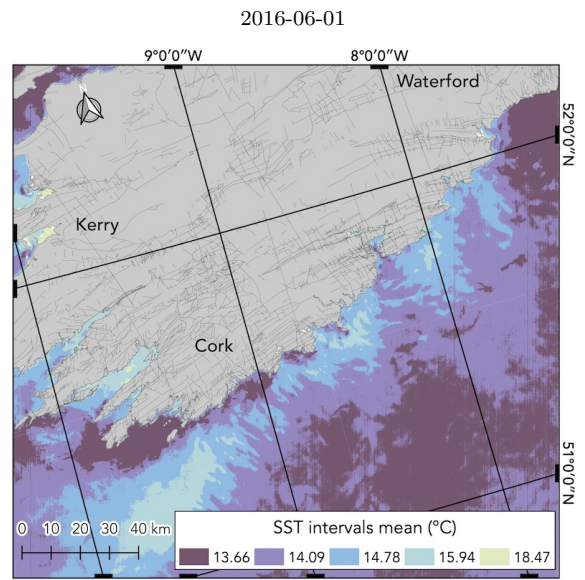 2016-06-01
9°0′0″W 8°0′0″W
Waterford
52°0′0″N
Kerry
Cork
51°0′0″N
N
0 10 20 30 40 km
SST intervals mean (°C)
13.66 14.09 14.78 15.94 18.47